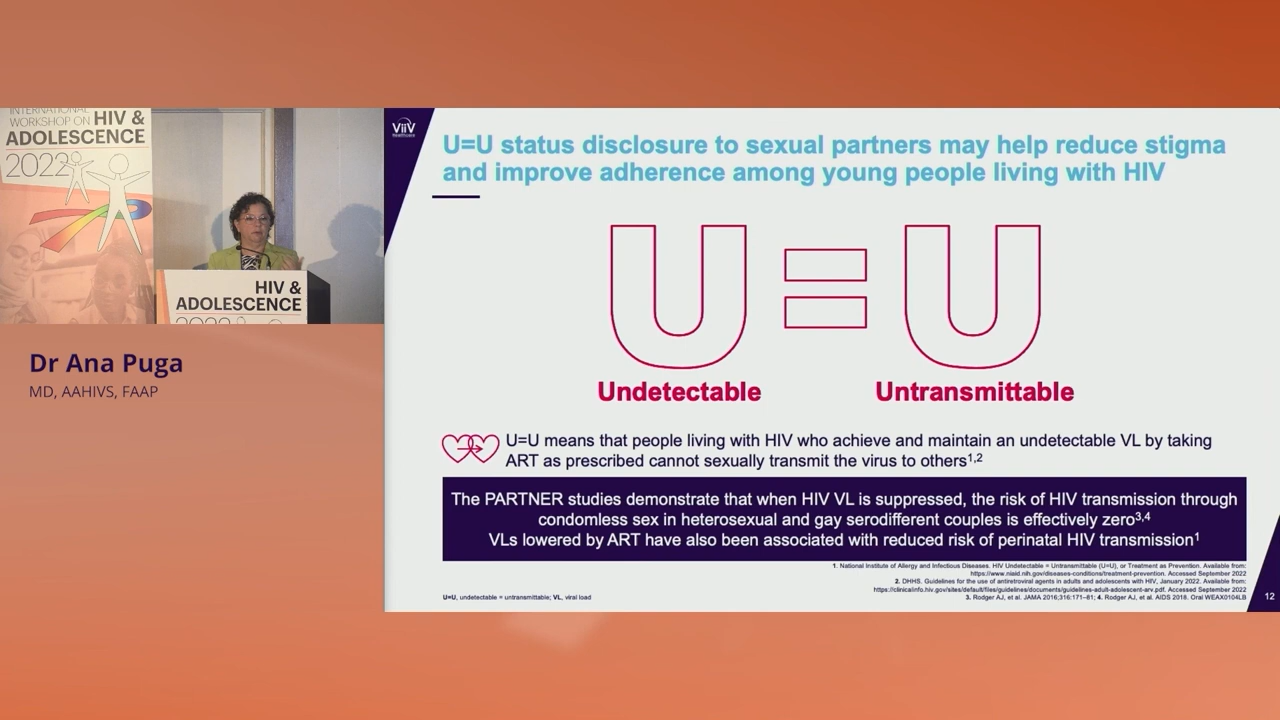 INTERNATIONAL
WORKSHOP ON HIV &
ADOLESCENCE
2022
HIV &
ADOLESCENCE
2022
Dr Ana Puga
MD, AAHIVS, FAAP
ViiV
Healthcare
U=U status disclosure to sexual partners may help reduce stigma
and improve adherence among young people living with HIV
U=U
Undetectable Untransmittable
U=U means that people living with HIV who achieve and maintain an undetectable VL by taking
ART as prescribed cannot sexually transmit the virus to others1,2
The PARTNER studies demonstrate that when HIV VL is suppressed, the risk of HIV transmission through
condomless sex in heterosexual and gay serodifferent couples is effectively zero3,4
VLs lowered by ART have also been associated with reduced risk of perinatal HIV transmission1
1. National Institute of Allergy and Infectious Diseases. HIV Undetectable = Untransmittable (U=U), or Treatment as Prevention. Available from:
https://www.niaid.nih.gov/diseases-conditions/treatment-prevention. Accessed September 2022
2. DHHS. Guidelines for the use of antiretroviral agents in adults and adolescents with HIV, January 2022. Available from:
https://clinicalinfo.hiv.gov/sites/default/files/guidelines/documents/guidelines-adult-adolescent-arv.pdf. Accessed September 2022
3. Rodger AJ, et al. JAMA 2016;316:171–81; 4. Rodger AJ, et al. AIDS 2018. Oral WEAX0104LB
U=U, undetectable = untransmittable; VL, viral load
12